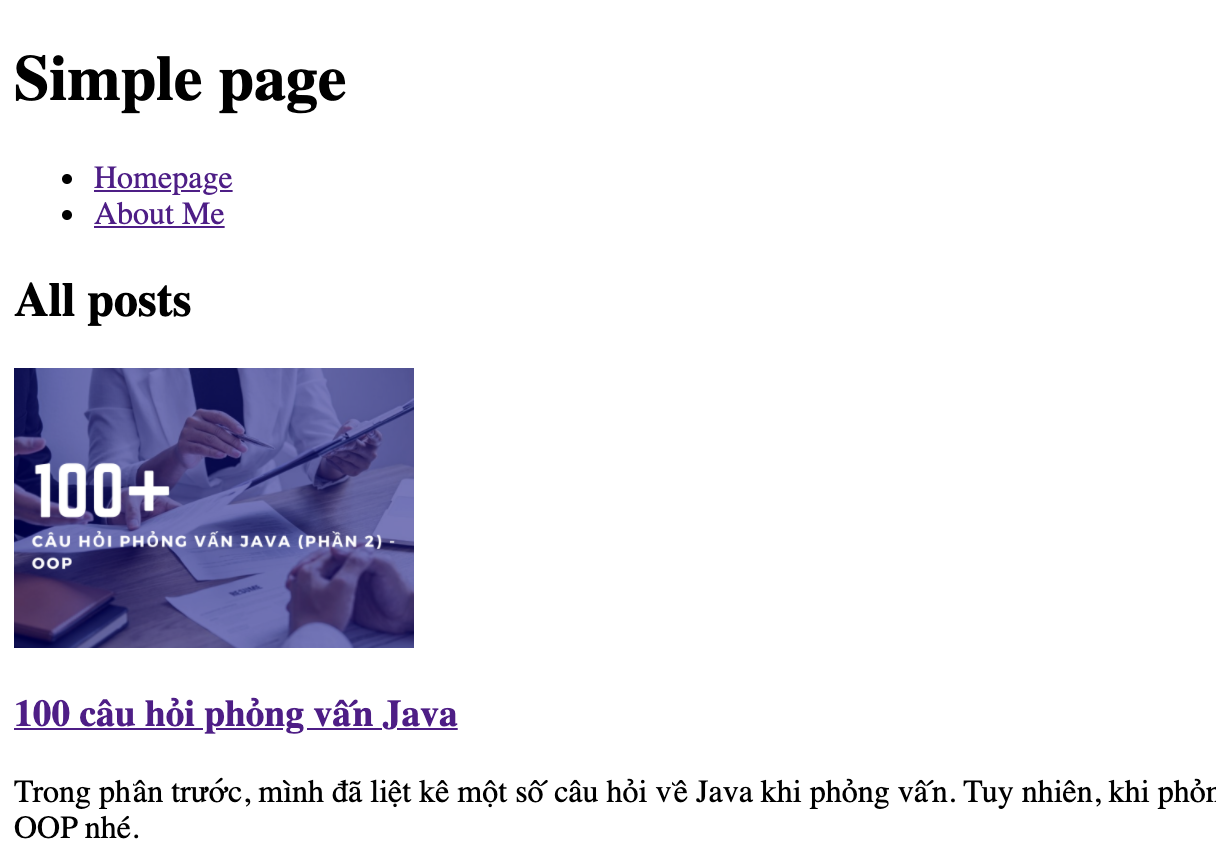 Simple page
Homepage
About Me
All posts
100+
CÂU HỎI PHỎNG VẤN JAVA (PHẦN 2) -
OOP
RESUME
100 câu hỏi phỏng vấn Java
Trong phần trước, mình đã liệt kê một số câu hỏi về Java khi phỏng vấn. Tuy nhiên, khi
OOP nhé.